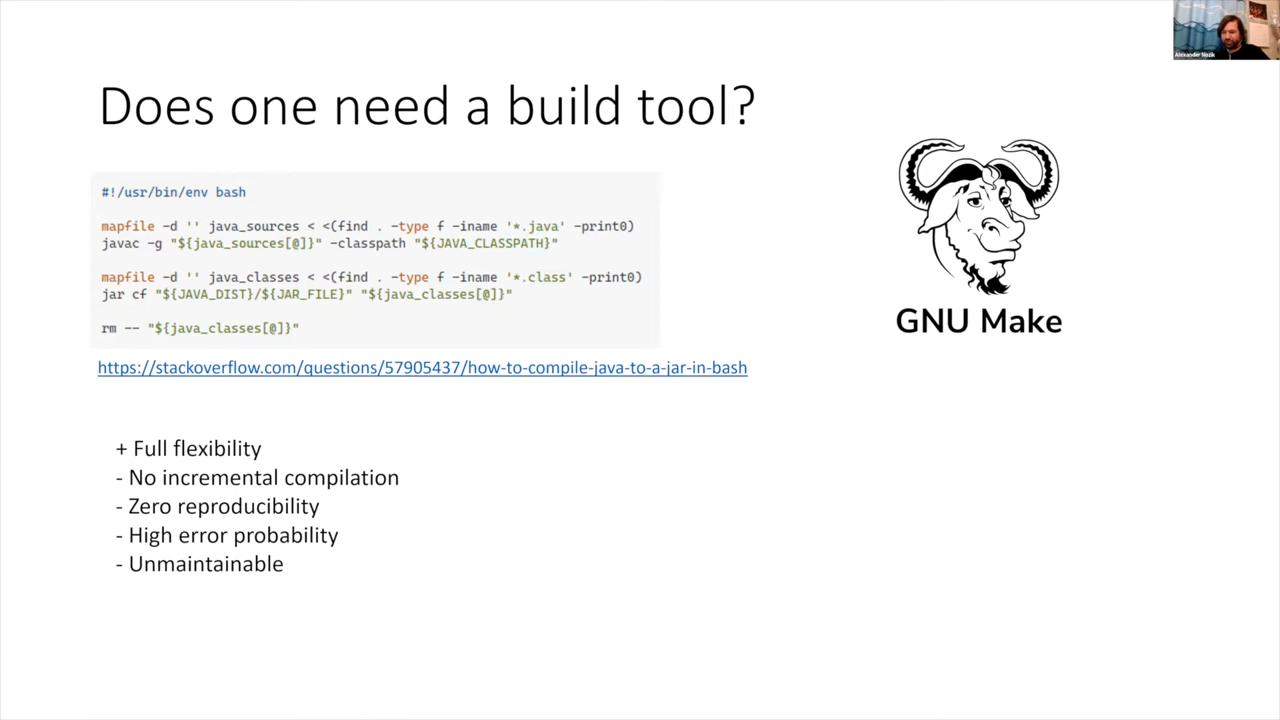 Alexander Nozik
Does one need a build tool?
#!/usr/bin/env bash
mapfile -d '' java_sources < <(find . -type f -iname '*.java' -print0)
javac -g "${java_sources[@]}" -classpath "${JAVA_CLASSPATH}"
mapfile -d '' java_classes < <(find . -type f -iname '*.class' -print0)
jar cf "${JAVA_DIST}/${JAR_FILE}" "${java_classes[@]}"
rm -- "${java_classes[@]}"
https://stackoverflow.com/questions/57905437/how-to-compile-java-to-a-jar-in-bash
GNU Make
+ Full flexibility
- No incremental compilation
- Zero reproducibility
- High error probability
- Unmaintainable